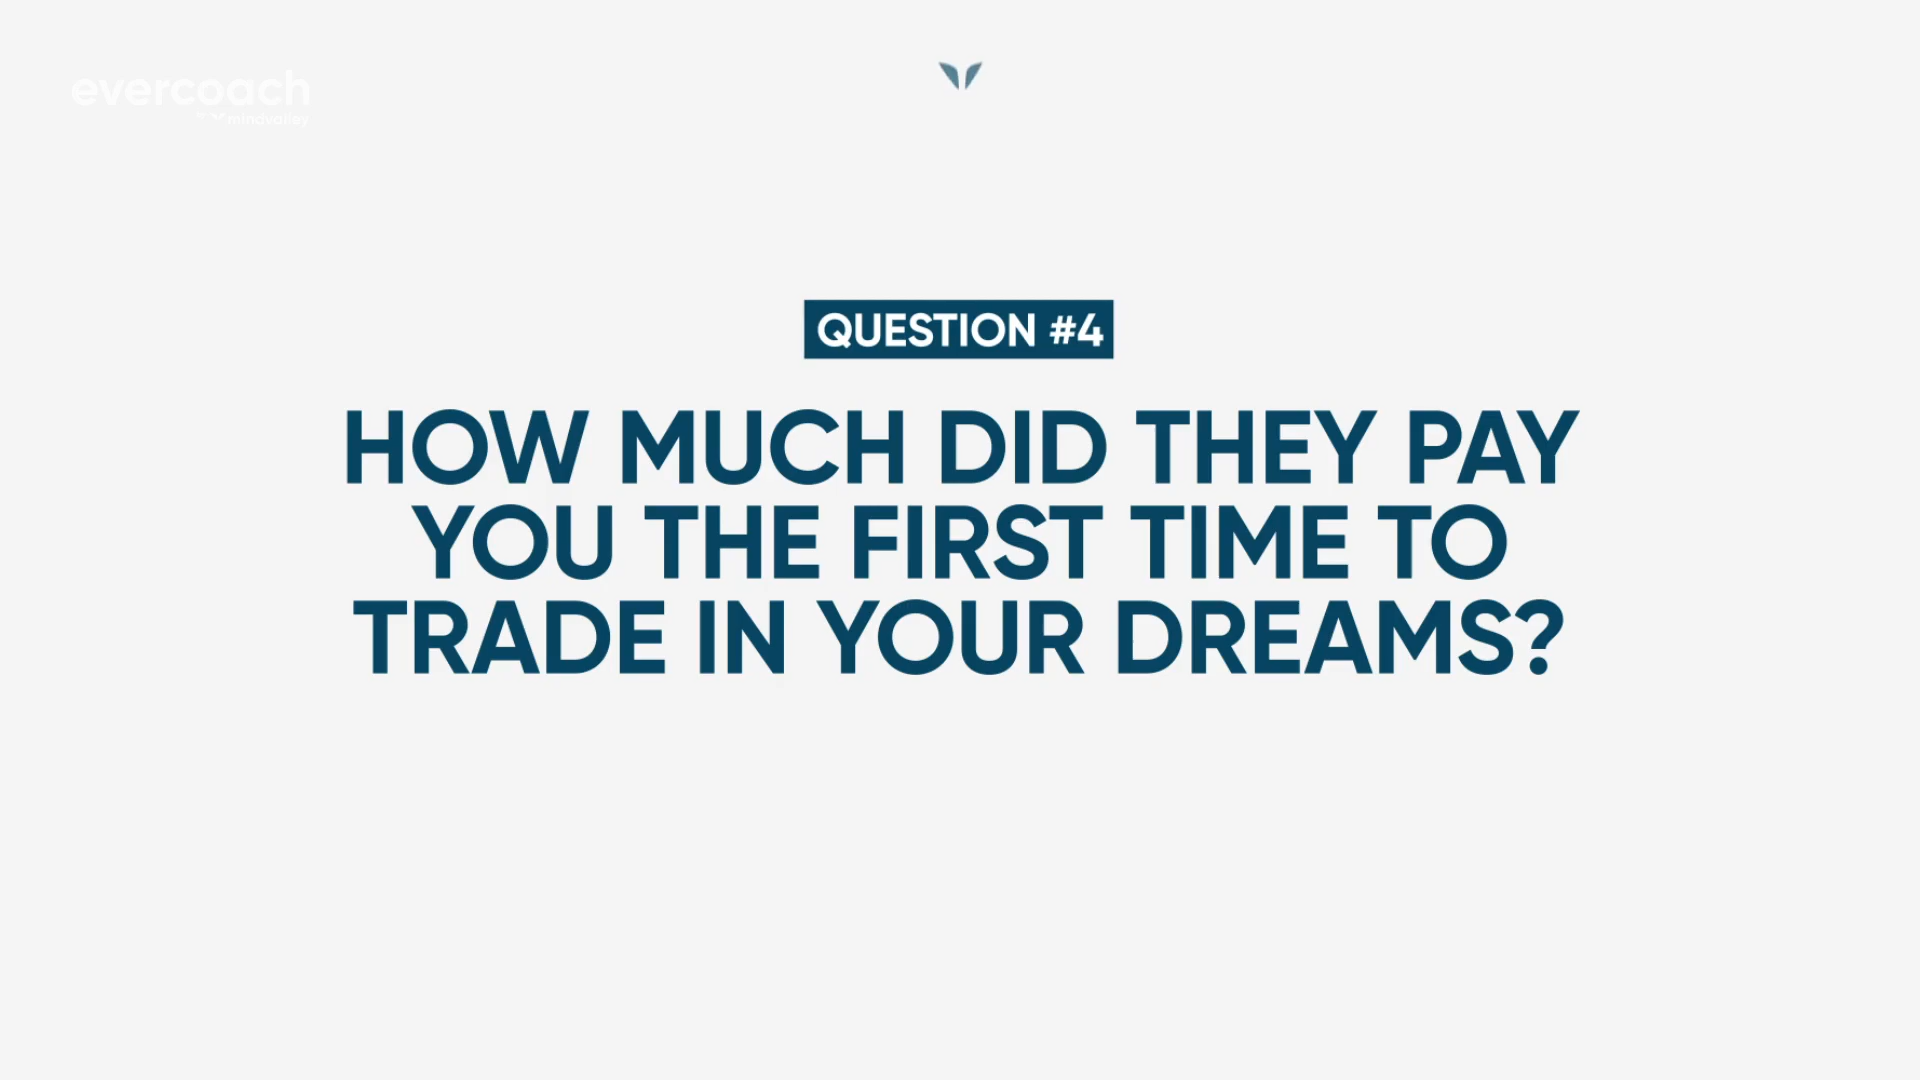 evercoach
mindvalley
QUESTION #4
HOW MUCH DID THEY PAY
YOU THE FIRST TIME TO
TRADE IN YOUR DREAMS?